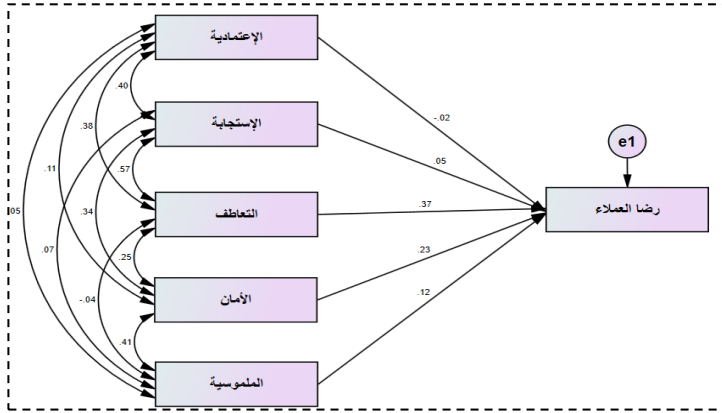 الإعتمادية
-.02
.40
الإستجابة
.38
e1
.05
.11
.57
.34
التعاطف
.37
رضا العملاء
.05
.07
.25
.23
-.04
الأمان
.12
.41
الملموسية